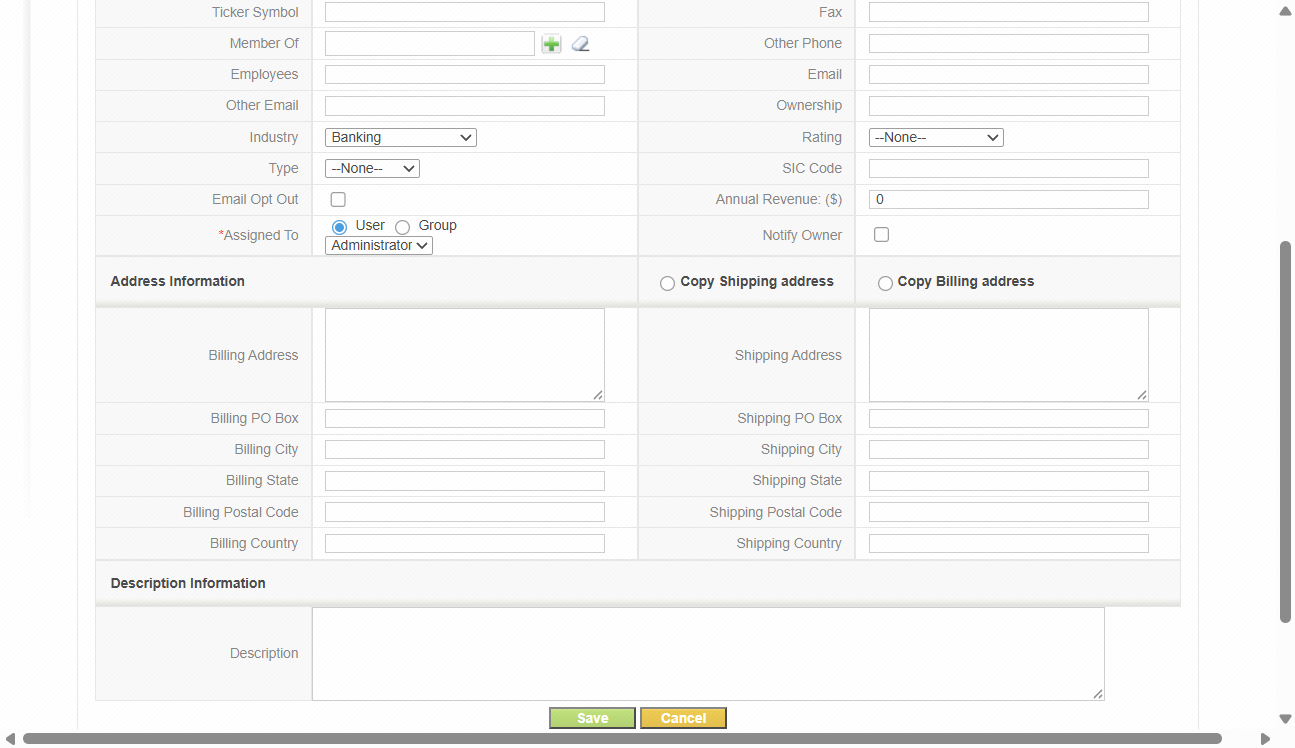 Ticker Symbol Fax
Member Of Other Phone
Employees Email
Other Email Ownership
Industry Banking Rating --None--
Type --None-- SIC Code
Email Opt Out Annual Revenue: ($) 0
*Assigned To User Group Notify Owner
Administrator
Address Information Copy Shipping address Copy Billing address
Billing Address Shipping Address
Billing PO Box Shipping PO Box
Billing City Shipping City
Billing State Shipping State
Billing Postal Code Shipping Postal Code
Billing Country Shipping Country
Description Information
Description
Save Cancel